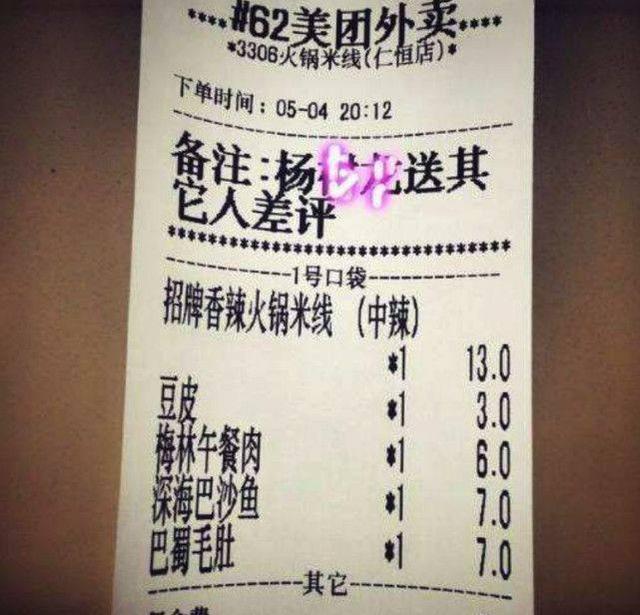 ****#62美团外卖****
*3306火锅米线(仁恒店)*
下单时间：05-04 20:12
备注:杨 送其
它人差评
***********************************
1号口袋
招牌香辣火锅米线 (中辣)
*1 13.0
豆皮 *1 3.0
梅林午餐肉 *1 6.0
深海巴沙鱼 *1 7.0
巴蜀毛肚 *1 7.0
其它